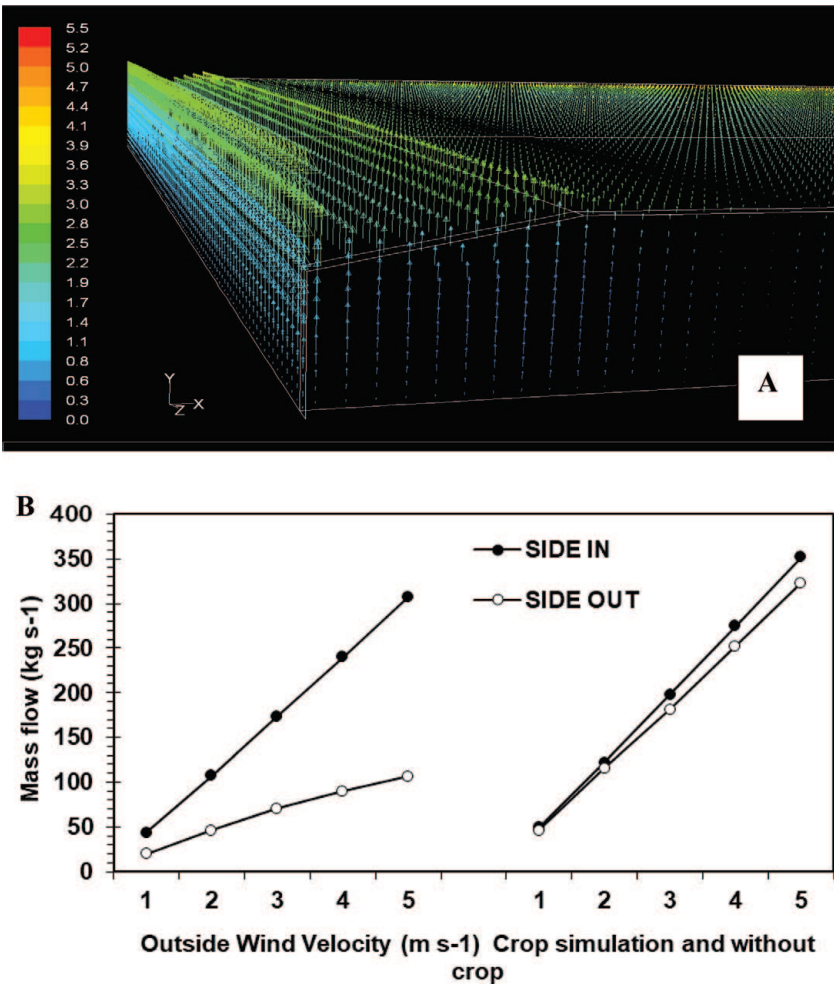 5.5
5.2
5.0
4.7
4.4
4.1
3.9
3.6
3.3
3.0
2.8
2.5
2.2
1.9
1.7
1.4
1.1
0.8
0.6
0.3
0.0
Y
X
Z
A
B
400
350
300
250
200
150
100
50
0
Mass flow (kg s-1)
SIDE IN
SIDE OUT
1 2 3 4 5 1 2 3 4 5
Outside Wind Velocity (m s-1) Crop simulation and without
crop